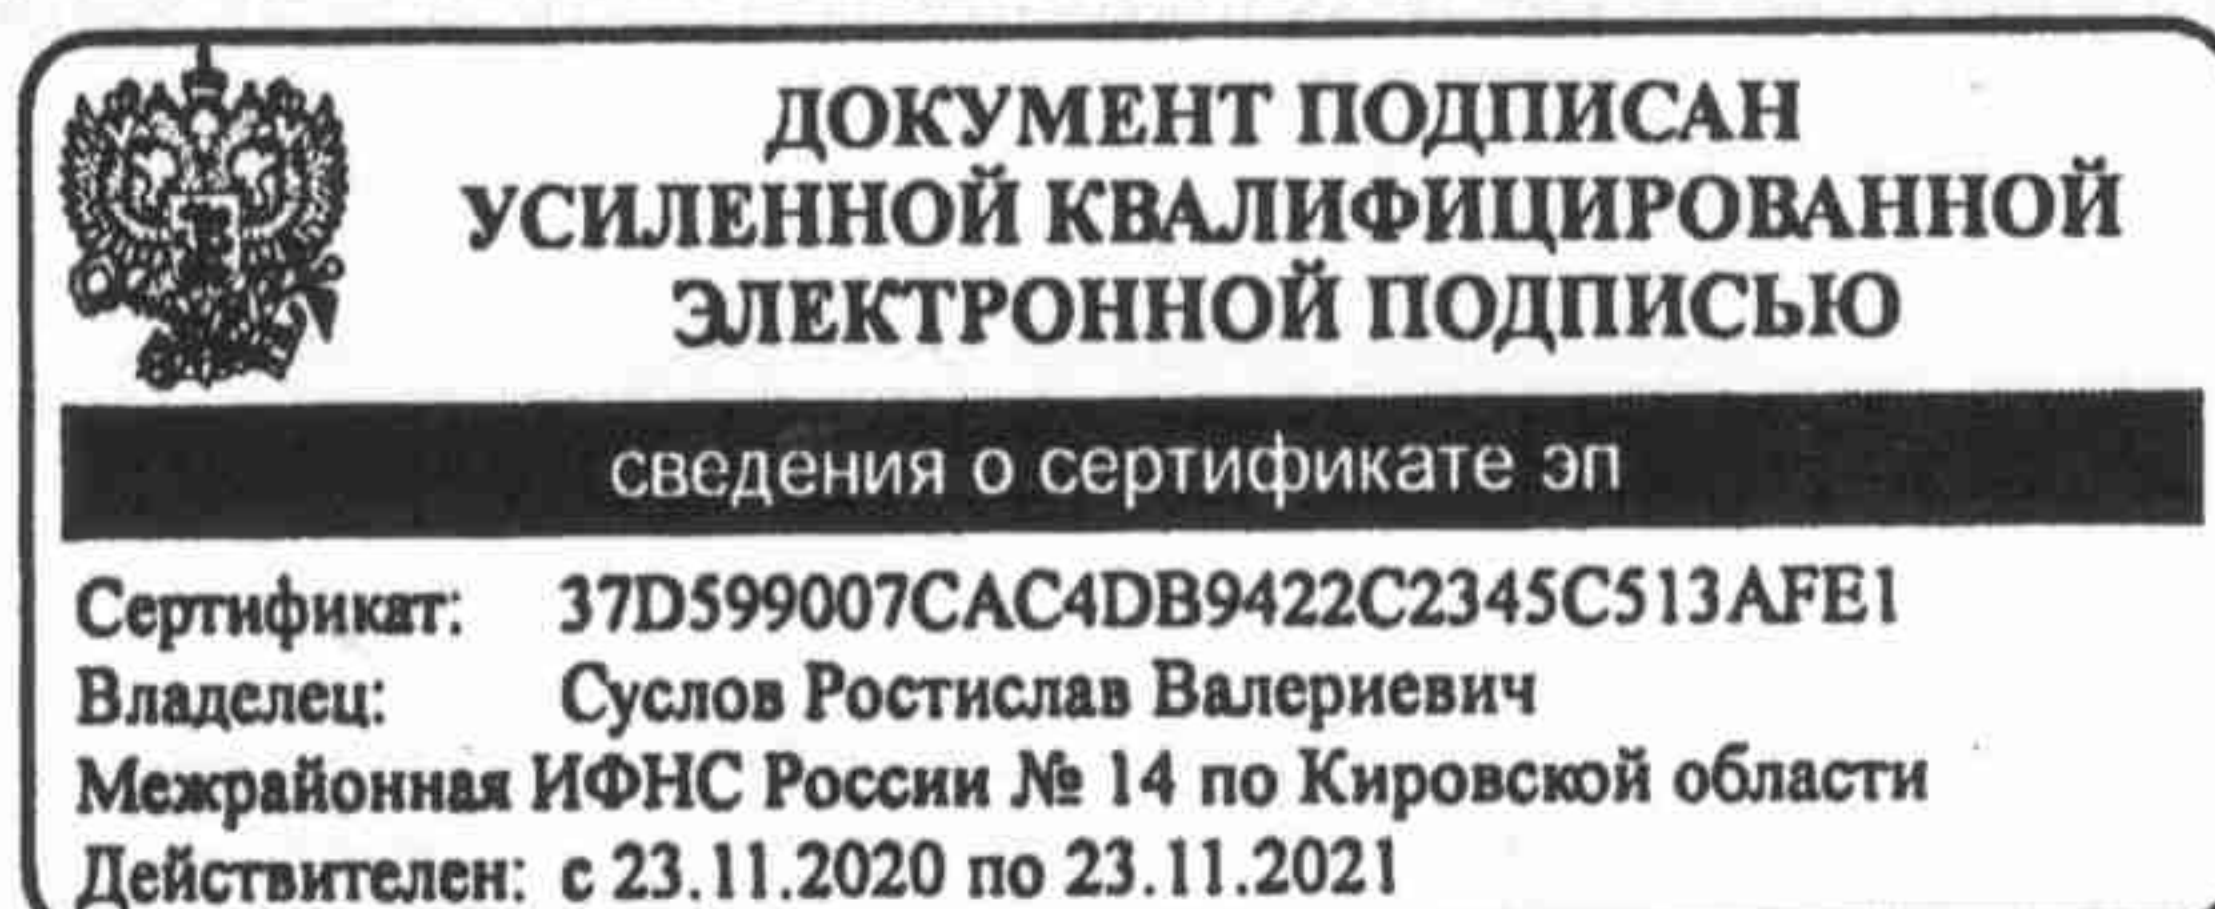 ДОКУМЕНТ ПОДПИСАН
УСИЛЕННОЙ КВАЛИФИЦИРОВАННОЙ
ЭЛЕКТРОННОЙ ПОДПИСЬЮ
сведения о сертификате эп
Сертификат: 37D599007CAC4DB9422C2345C513AFE1
Владелец: Суслов Ростислав Валериевич
Межрайонная ИФНС России № 14 по Кировской области
Действителен: с 23.11.2020 по 23.11.2021